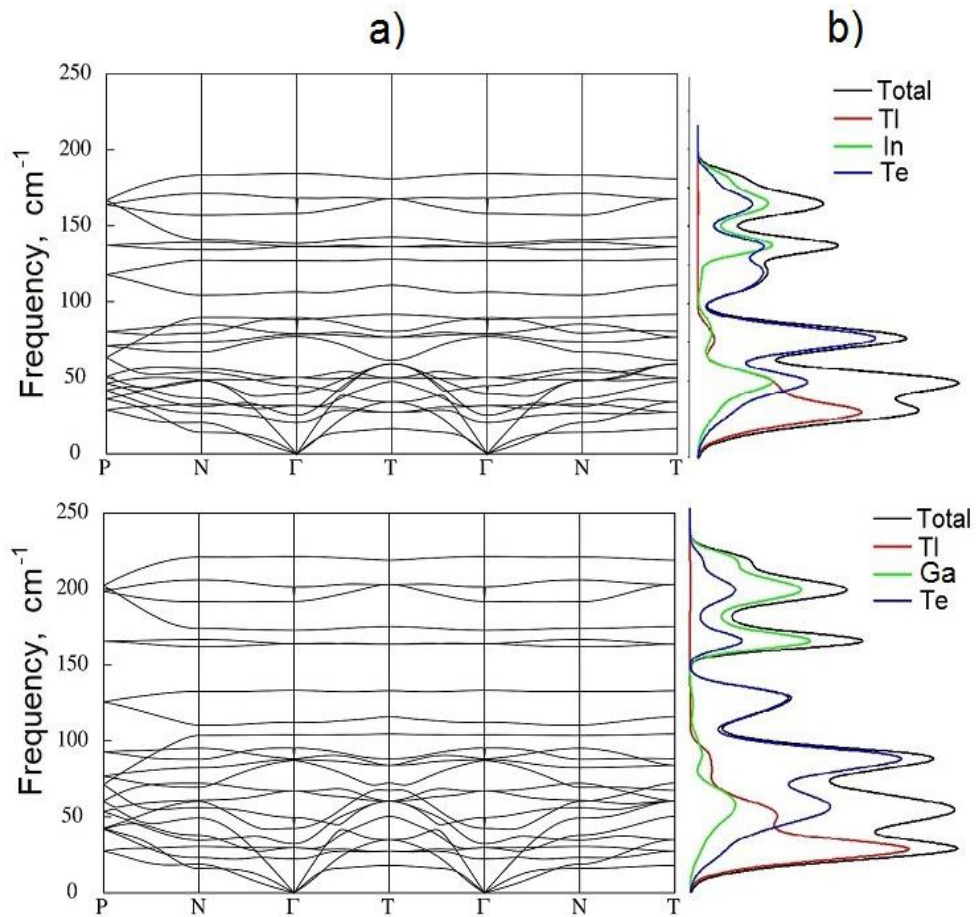 a)
b)
Frequency, cm-1
250
200
150
100
50
0
P N Γ T Γ N T
Total
Tl
In
Te
Frequency, cm-1
250
200
150
100
50
0
P N Γ T Γ N T
Total
Tl
Ga
Te